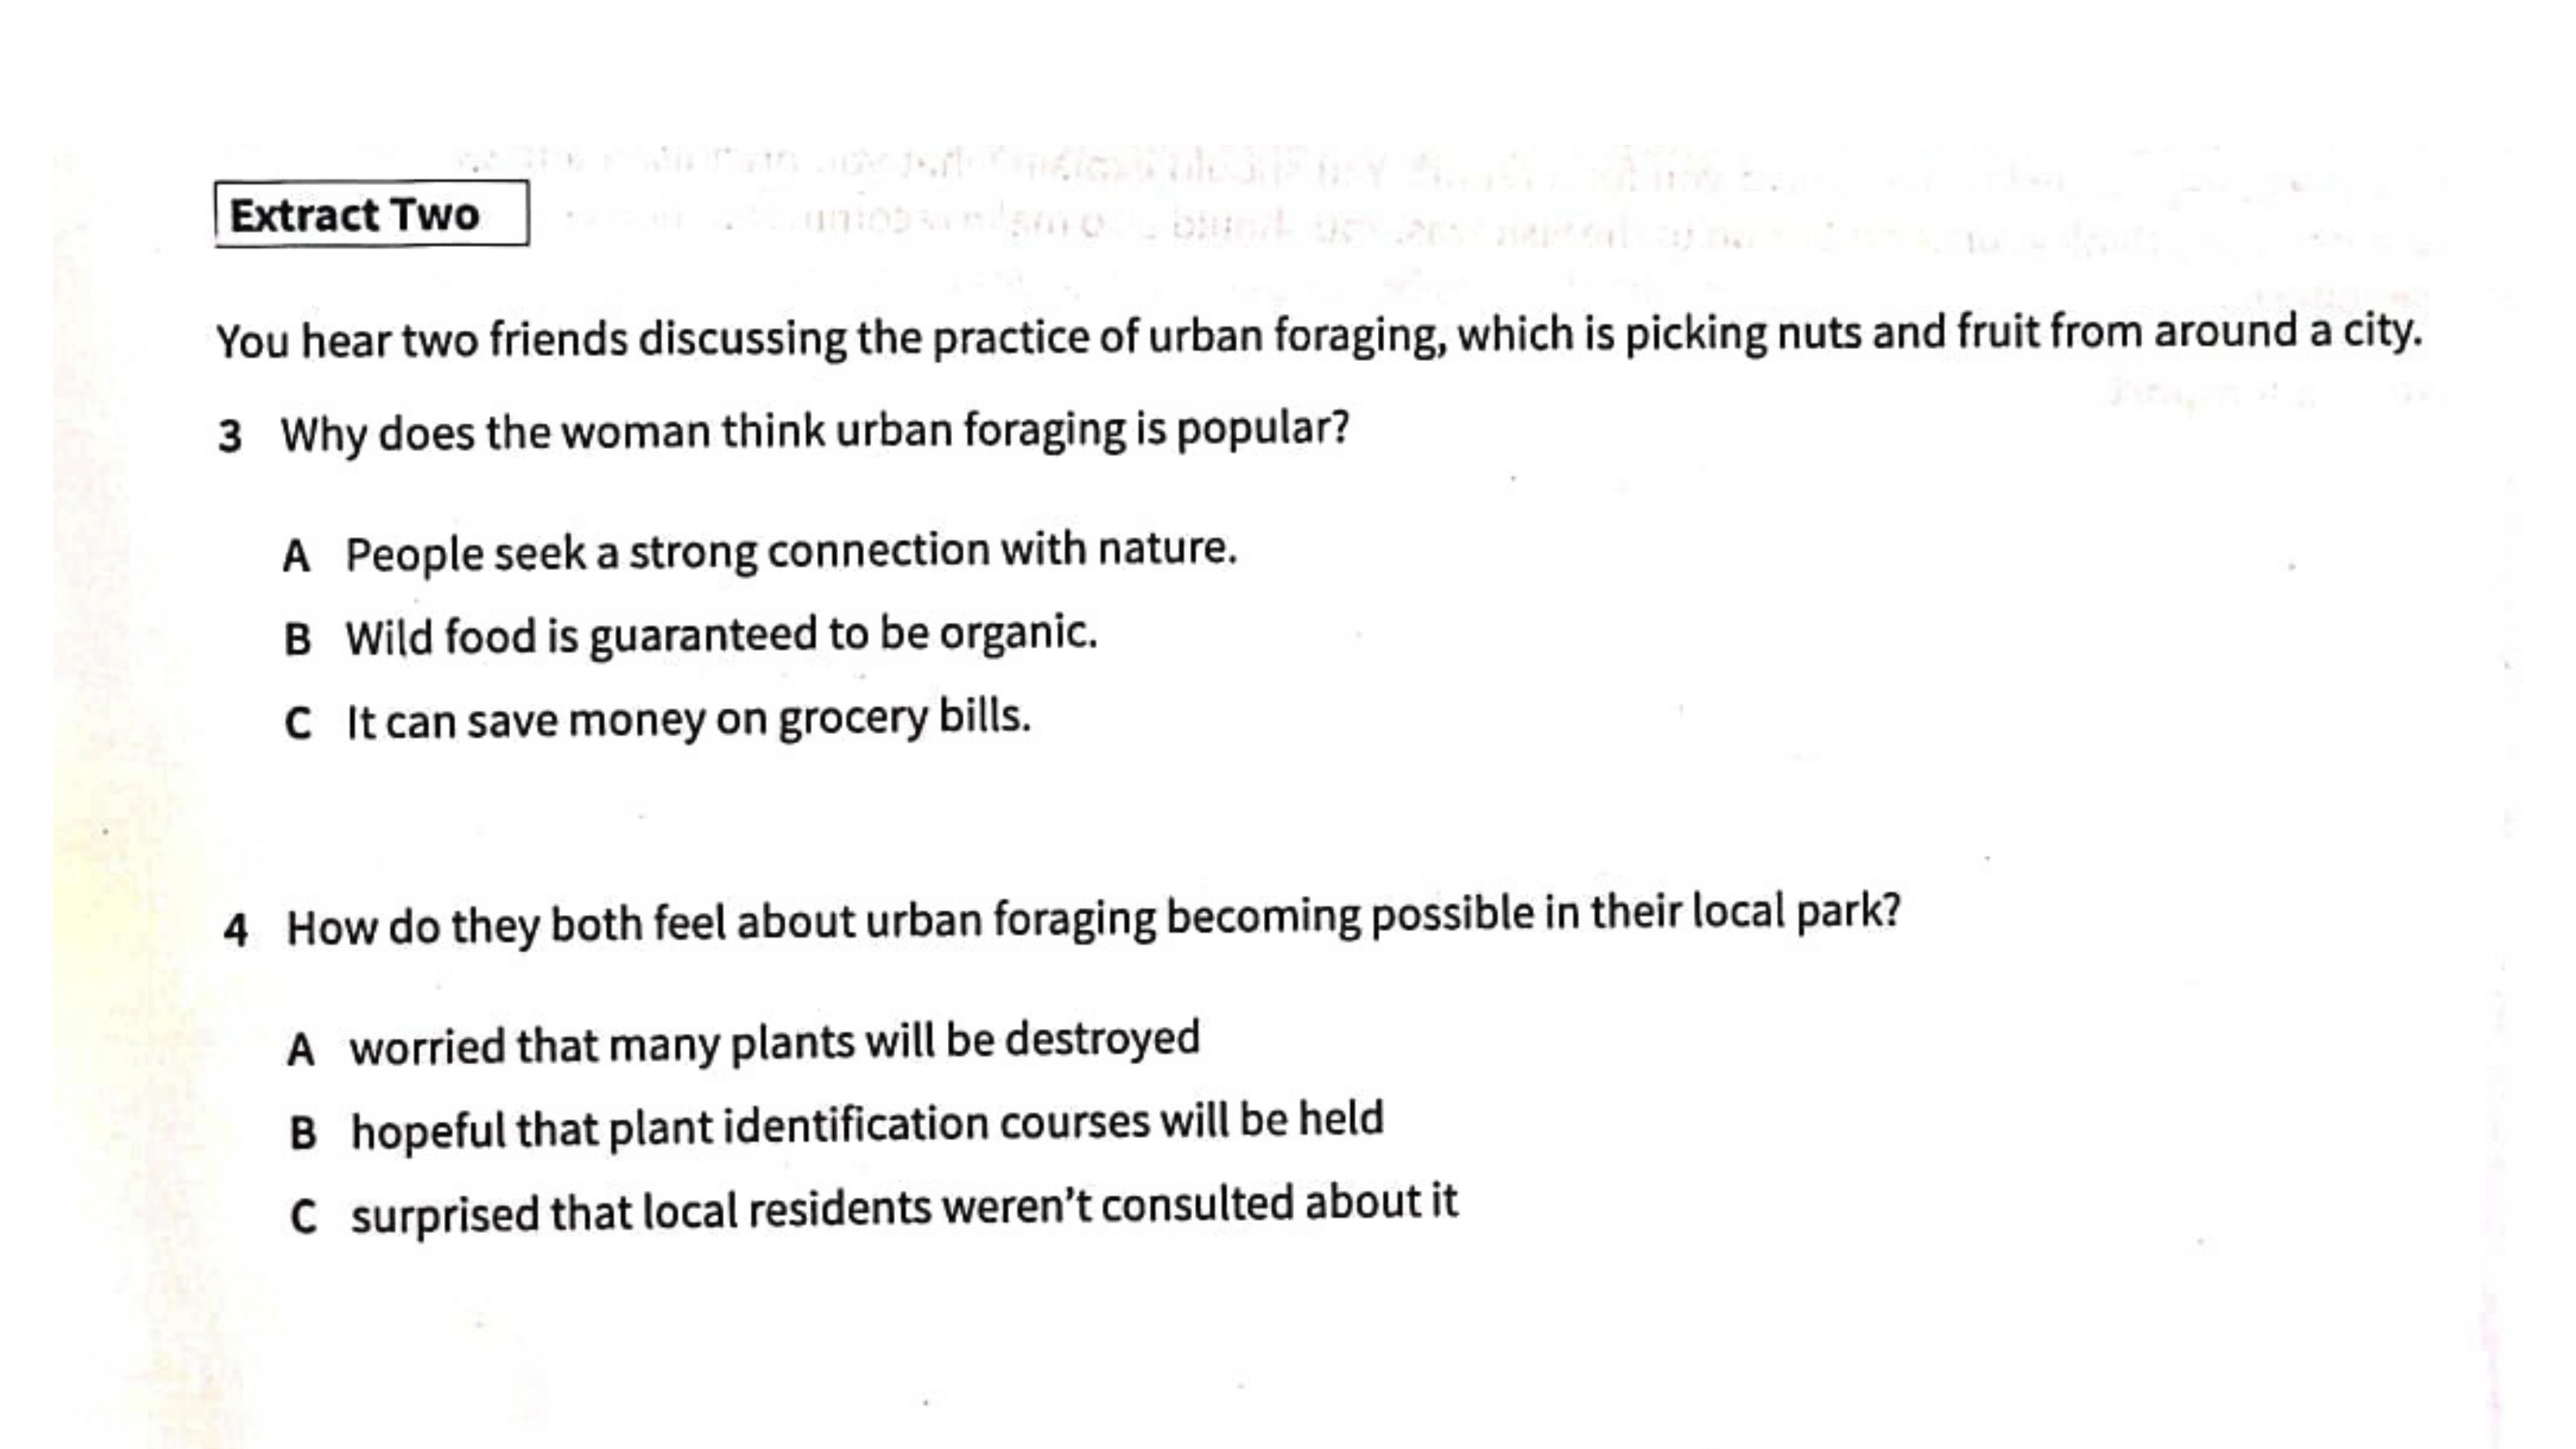 Extract Two
You hear two friends discussing the practice of urban foraging, which is picking nuts and fruit from around a city.
3 Why does the woman think urban foraging is popular?
A People seek a strong connection with nature.
B Wild food is guaranteed to be organic.
C It can save money on grocery bills.
4 How do they both feel about urban foraging becoming possible in their local park?
A worried that many plants will be destroyed
B hopeful that plant identification courses will be held
C surprised that local residents weren't consulted about it